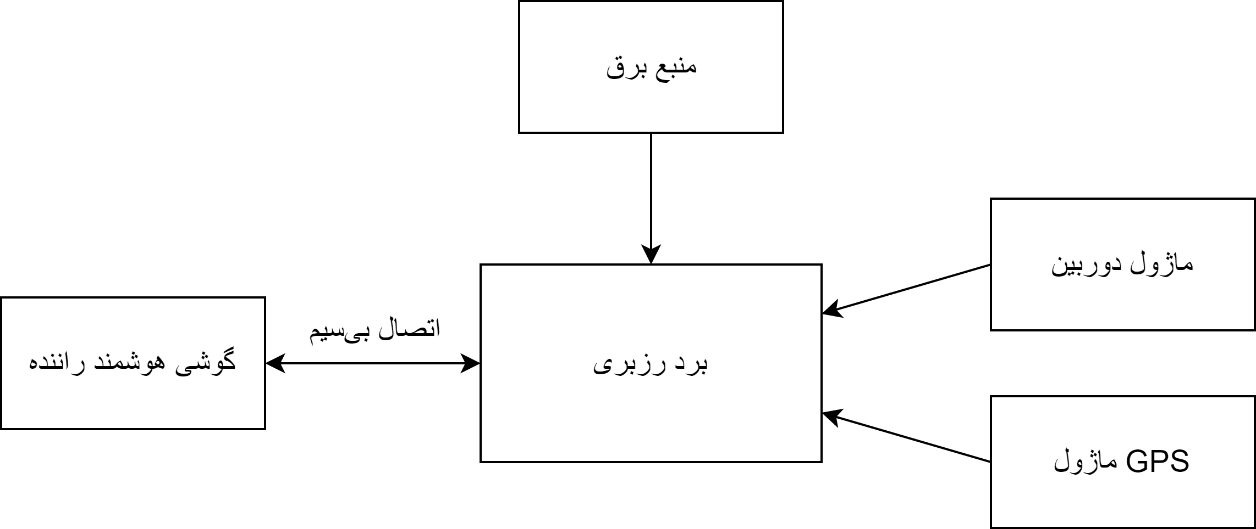 منبع برق
ماژول دوربین
اتصال بی‌سیم
برد رزبری
گوشی هوشمند راننده
ماژول GPS